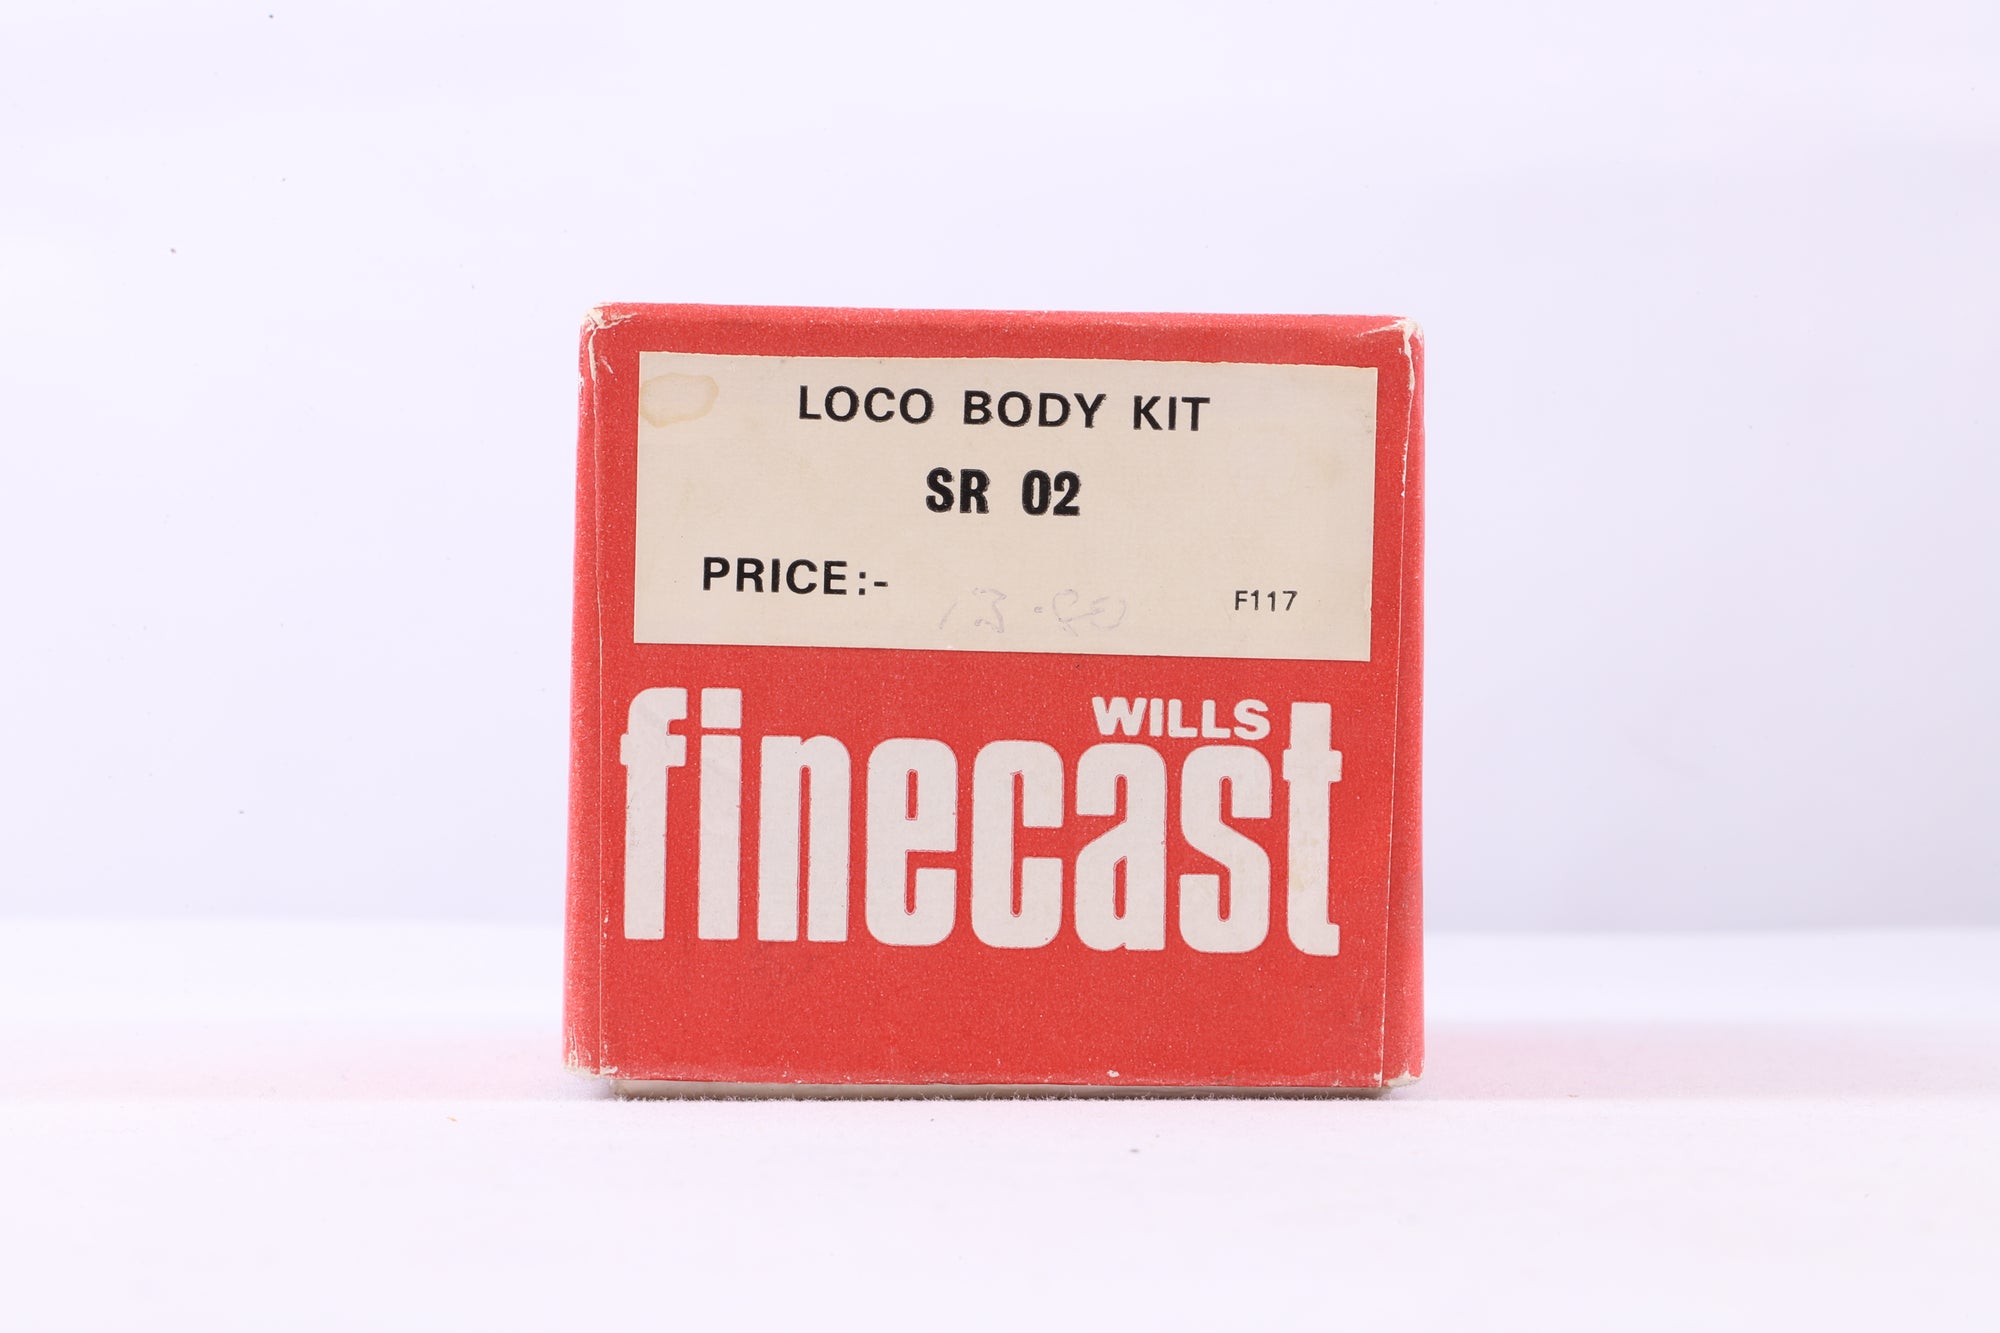 LOCO BODY KIT
SR 02
PRICE:-
F117
WILLS
finecast